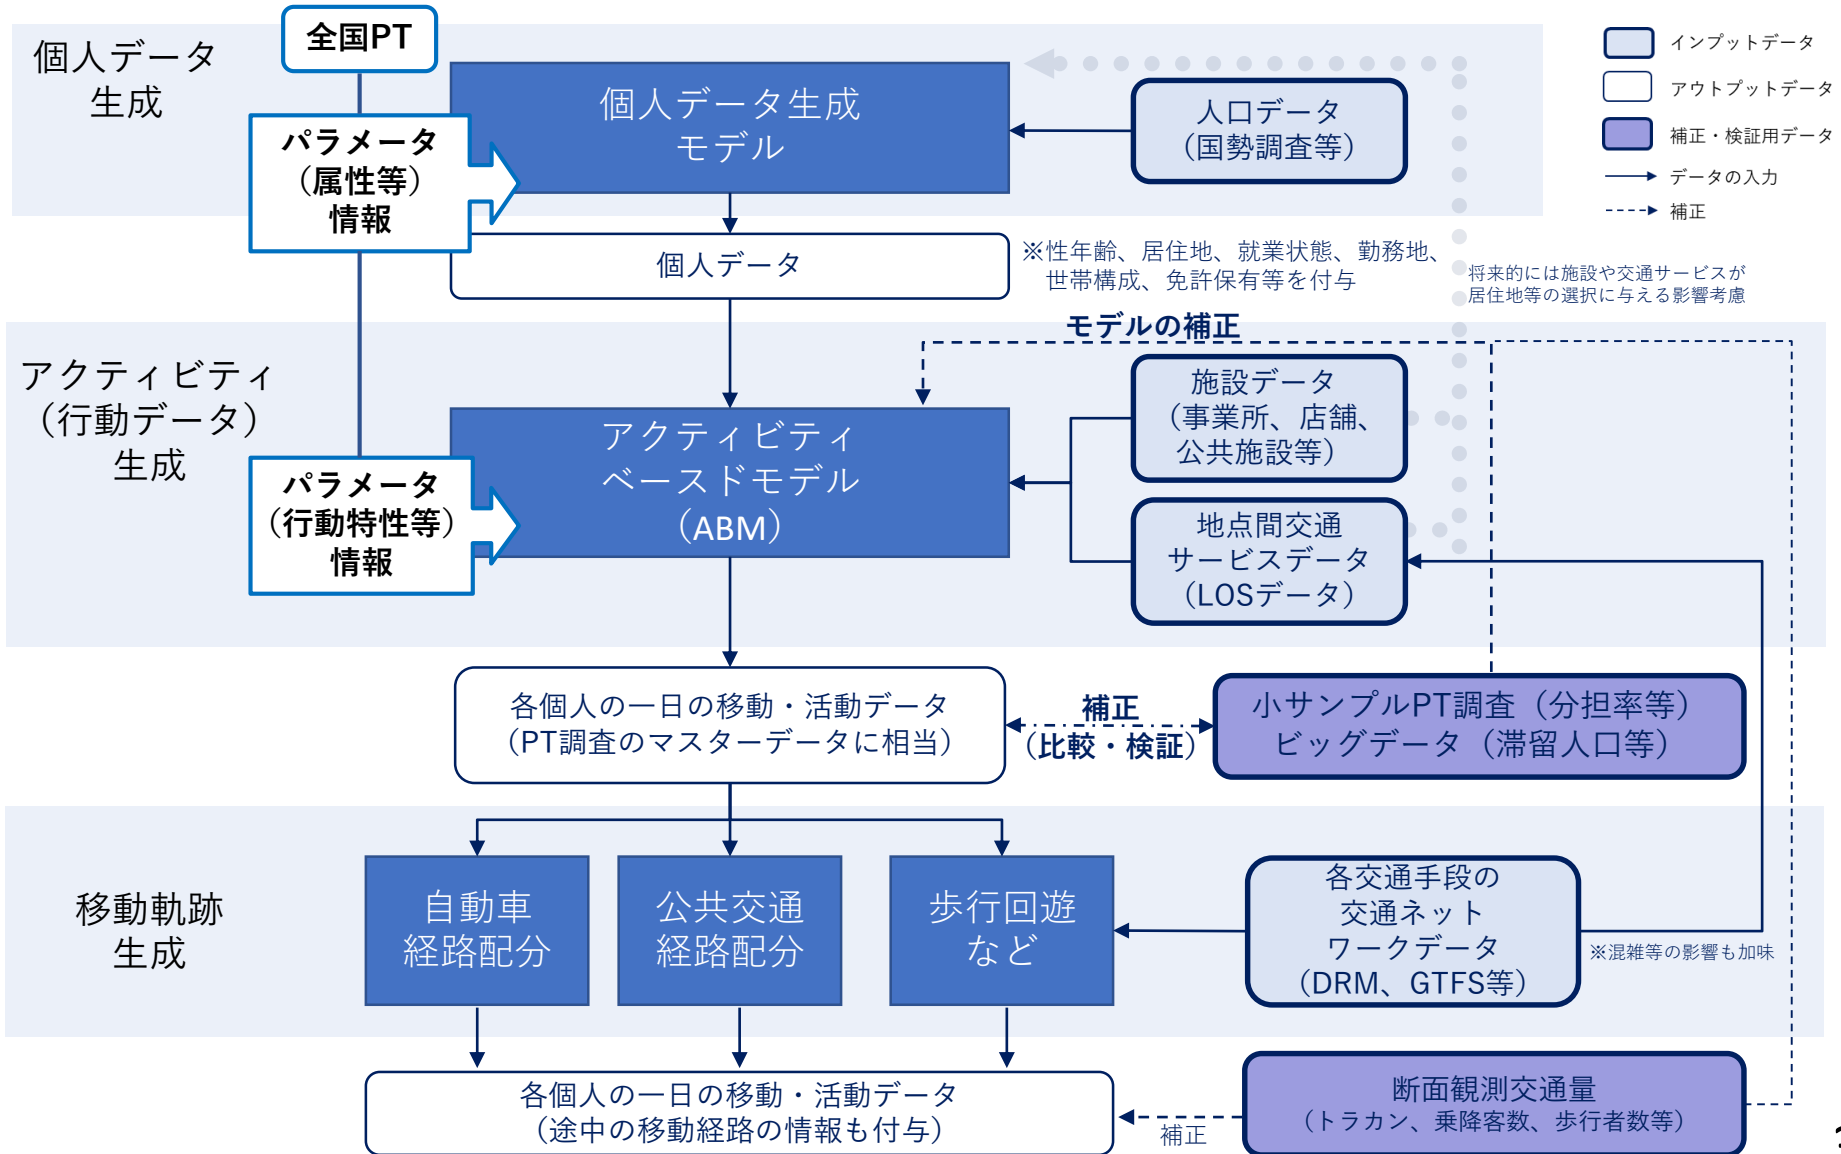 全国PT
個人データ
生成
パラメータ
（属性等）
情報
個人データ生成
モデル
人口データ
（国勢調査等）
インプットデータ
アウトプットデータ
補正・検証用データ
データの入力
補正
個人データ
※性年齢、居住地、就業状態、勤務地、
世帯構成、免許保有等を付与
将来的には施設や交通サービスが
居住地等の選択に与える影響考慮
モデルの補正
アクティビティ
（行動データ）
生成
パラメータ
（行動特性等）
情報
アクティビティ
ベースドモデル
（ABM）
施設データ
（事業所、店舗、
公共施設等）
地点間交通
サービスデータ
（LOSデータ）
各個人の一日の移動・活動データ
（PT調査のマスターデータに相当）
補正
（比較・検証）
小サンプルPT調査（分担率等）
ビッグデータ（滞留人口等）
移動軌跡
生成
自動車
経路配分
公共交通
経路配分
歩行回遊
など
各交通手段の
交通ネット
ワークデータ
（DRM、GTFS等）
※混雑等の影響も加味
各個人の一日の移動・活動データ
（途中の移動経路の情報も付与）
補正
断面観測交通量
（トラカン、乗降客数、歩行者数等）